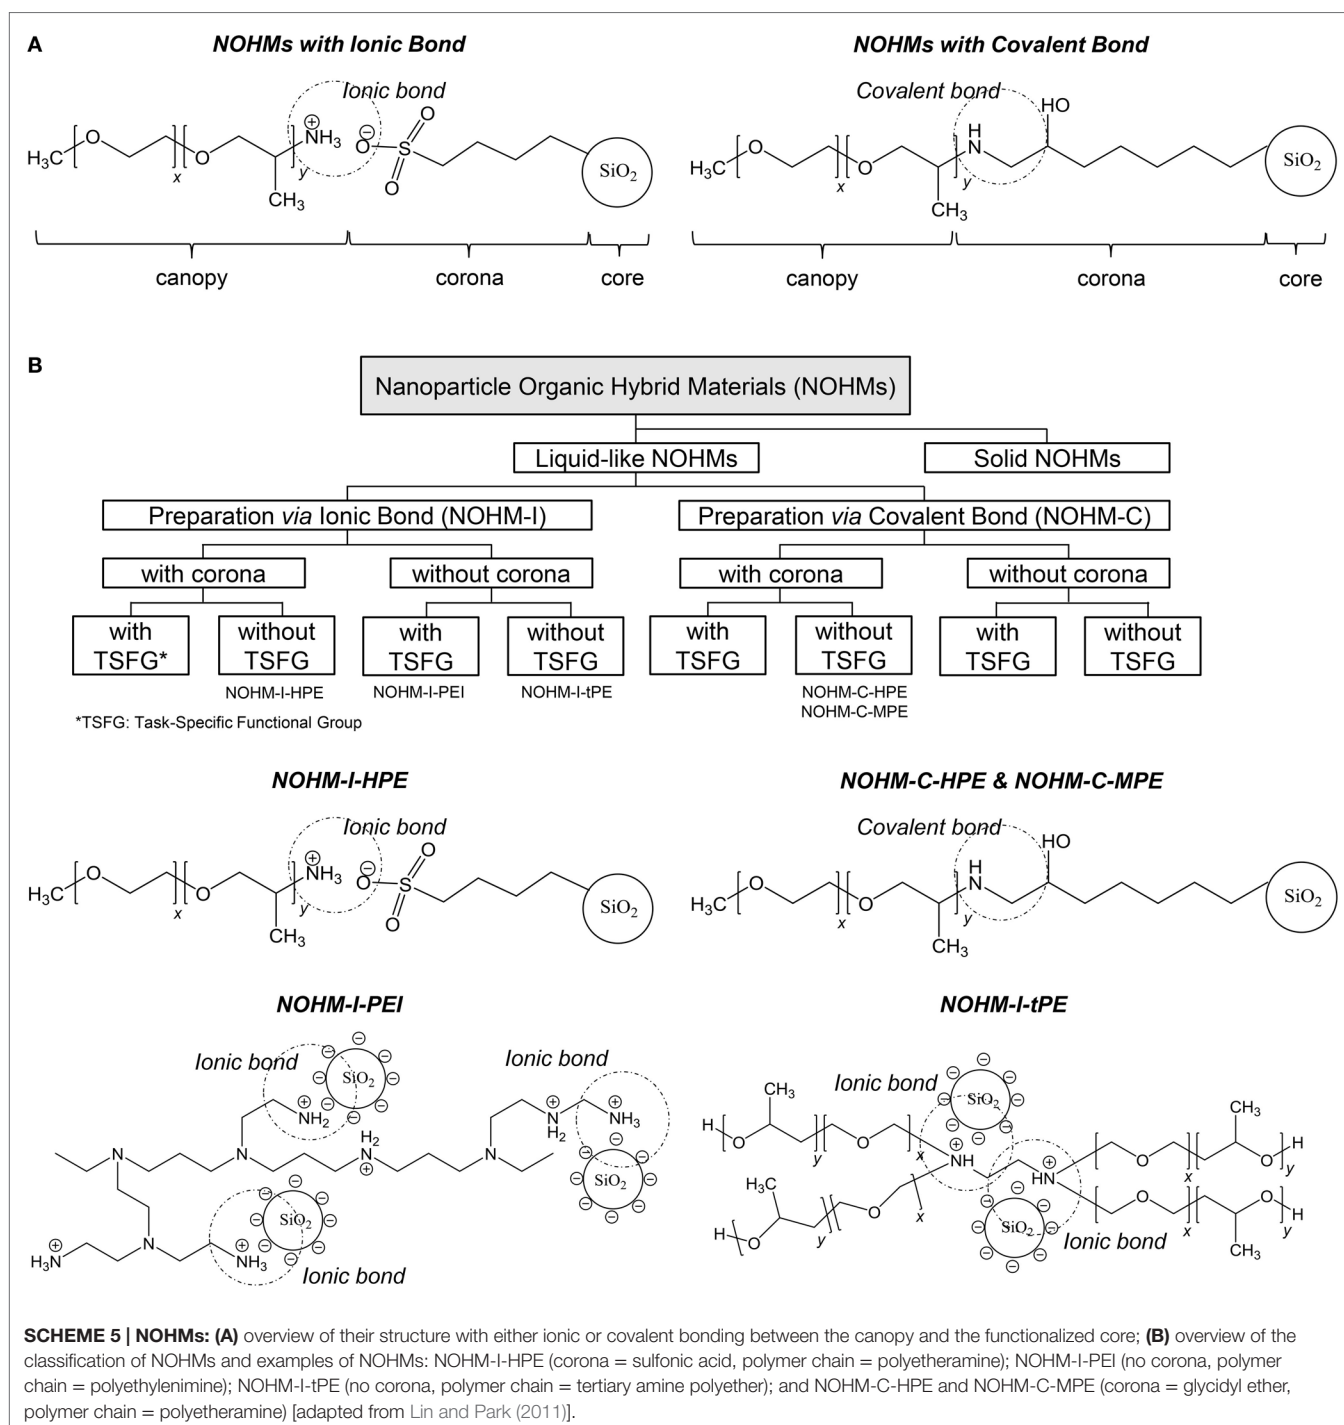 A
NOHMs with Ionic Bond
NOHMs with Covalent Bond
Ionic bond
H3C
O
x
O
CH3
y
⊕
NH3
⊖
O
S
O
O
SiO2
Covalent bond
H3C
O
x
O
CH3
y
H
N
HO
SiO2
canopy
corona
core
canopy
corona
core
B
Nanoparticle Organic Hybrid Materials (NOHMs)
Liquid-like NOHMs
Solid NOHMs
Preparation via Ionic Bond (NOHM-I)
Preparation via Covalent Bond (NOHM-C)
with corona
without corona
with corona
without corona
with
TSFG*
without
TSFG
with
TSFG
without
TSFG
with
TSFG
without
TSFG
with
TSFG
without
TSFG
NOHM-I-HPE
NOHM-I-PEI
NOHM-I-tPE
NOHM-C-HPE
NOHM-C-MPE
*TSFG: Task-Specific Functional Group
NOHM-I-HPE
NOHM-C-HPE & NOHM-C-MPE
Ionic bond
H3C
O
x
O
CH3
y
⊕
NH3
⊖
O
S
O
O
SiO2
Covalent bond
H3C
O
x
O
CH3
y
H
N
HO
SiO2
NOHM-I-PEI
NOHM-I-tPE
Ionic bond
SiO2
⊕
NH2
Ionic bond
⊕
N
H2
⊕
NH3
SiO2
N
N
H2
N
⊕
N
SiO2
H3N
⊕
N
⊕
NH3
Ionic bond
Ionic bond
SiO2
CH3
H
O
y
O
x
⊕
NH
H3C
H
O
y
O
x
⊕
HN
SiO2
Ionic bond
O
x
CH3
O
H
y
O
x
CH3
O
H
y
SCHEME 5 | NOHMs: (A) overview of their structure with either ionic or covalent bonding between the canopy and the functionalized core; (B) overview of the
classification of NOHMs and examples of NOHMs: NOHM-I-HPE (corona = sulfonic acid, polymer chain = polyetheramine); NOHM-I-PEI (no corona, polymer
chain = polyethylenimine); NOHM-I-tPE (no corona, polymer chain = tertiary amine polyether); and NOHM-C-HPE and NOHM-C-MPE (corona = glycidyl ether,
polymer chain = polyetheramine) [adapted from Lin and Park (2011)].